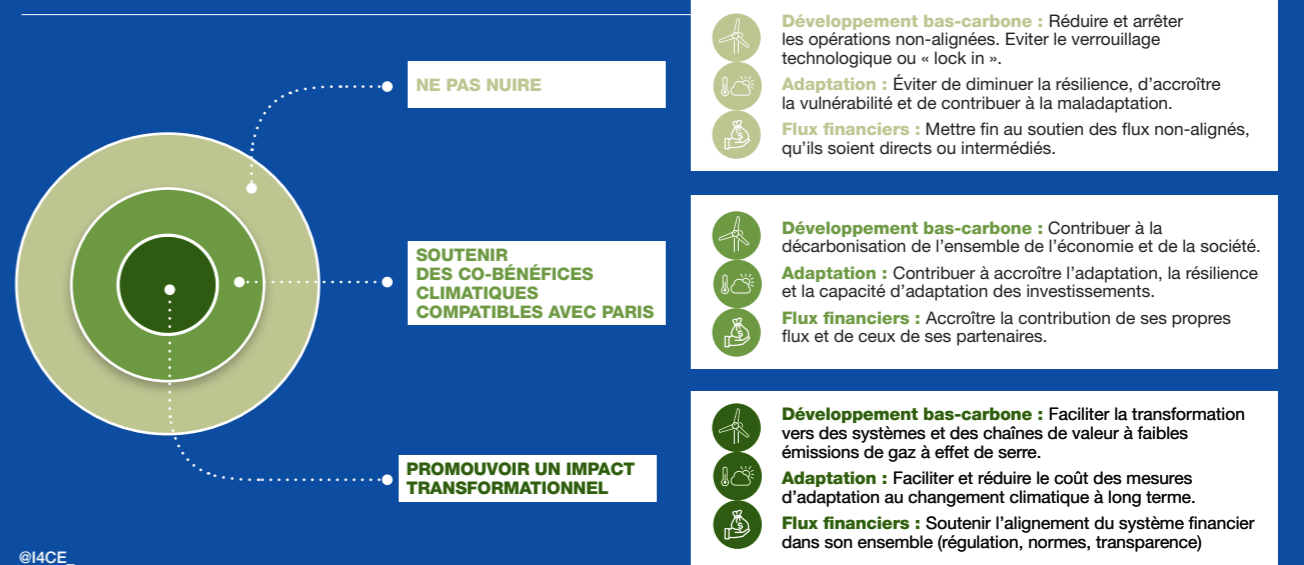 NE PAS NUIRE
Développement bas-carbone : Réduire et arrêter
les opérations non-alignées. Eviter le verrouillage
technologique ou « lock in ».
Adaptation : Éviter de diminuer la résilience, d'accroître
la vulnérabilité et de contribuer à la maladaptation.
Flux financiers : Mettre fin au soutien des flux non-alignés,
qu'ils soient directs ou intermédiés.
SOUTENIR
DES CO-BÉNÉFICES
CLIMATIQUES
COMPATIBLES AVEC PARIS
Développement bas-carbone : Contribuer à la
décarbonisation de l'ensemble de l'économie et de la société.
Adaptation : Contribuer à accroître l'adaptation, la résilience
et la capacité d'adaptation des investissements.
Flux financiers : Accroître la contribution de ses propres
flux et de ceux de ses partenaires.
PROMOUVOIR UN IMPACT
TRANSFORMATIONNEL
Développement bas-carbone : Faciliter la transformation
vers des systèmes et des chaînes de valeur à faibles
émissions de gaz à effet de serre.
Adaptation : Faciliter et réduire le coût des mesures
d'adaptation au changement climatique à long terme.
Flux financiers : Soutenir l'alignement du système financier
dans son ensemble (régulation, normes, transparence)
@I4CE_